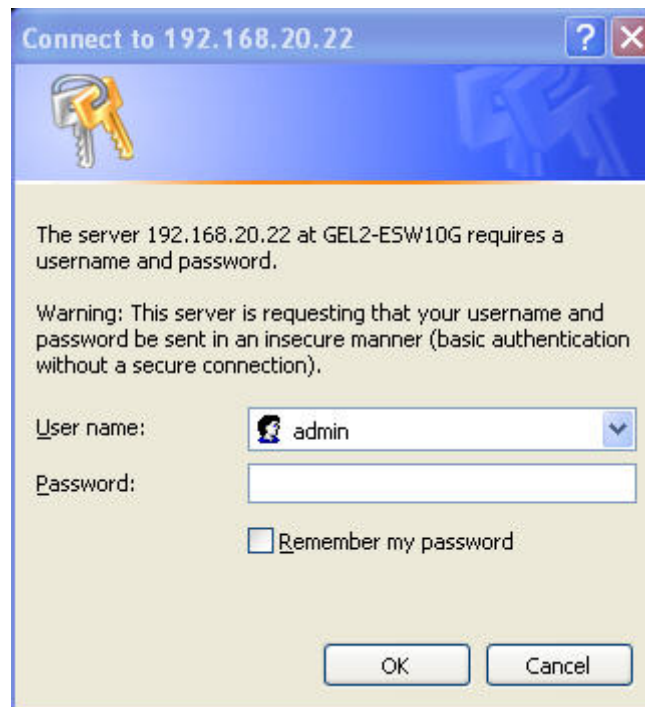 Connect to 192.168.20.22
The server 192.168.20.22 at GEL2-ESW10G requires a
username and password.
Warning: This server is requesting that your username and
password be sent in an insecure manner (basic authentication
without a secure connection).
User name:
admin
Password:
Remember my password
OK
Cancel